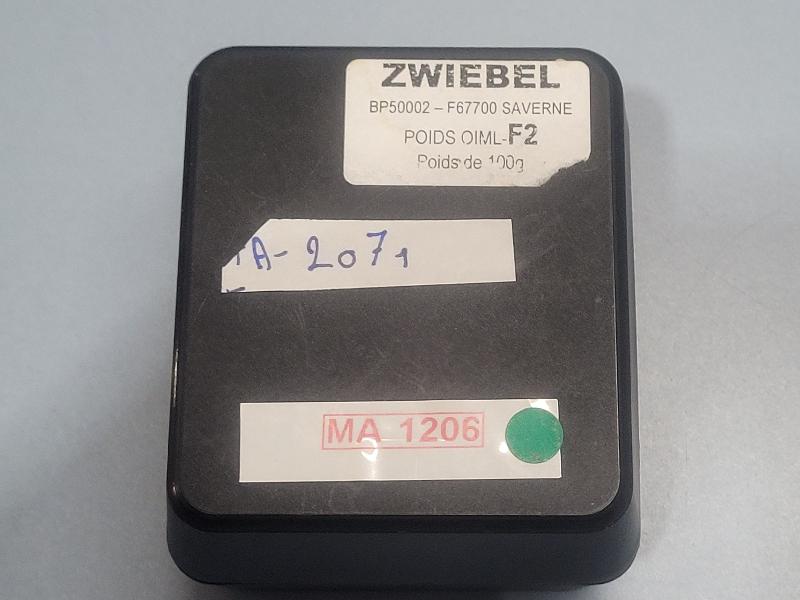 ZWIEBEL
BP50002 – F67700 SAVERNE
POIDS OIML-F2
Poids de 100g
A-2071
MA 1206